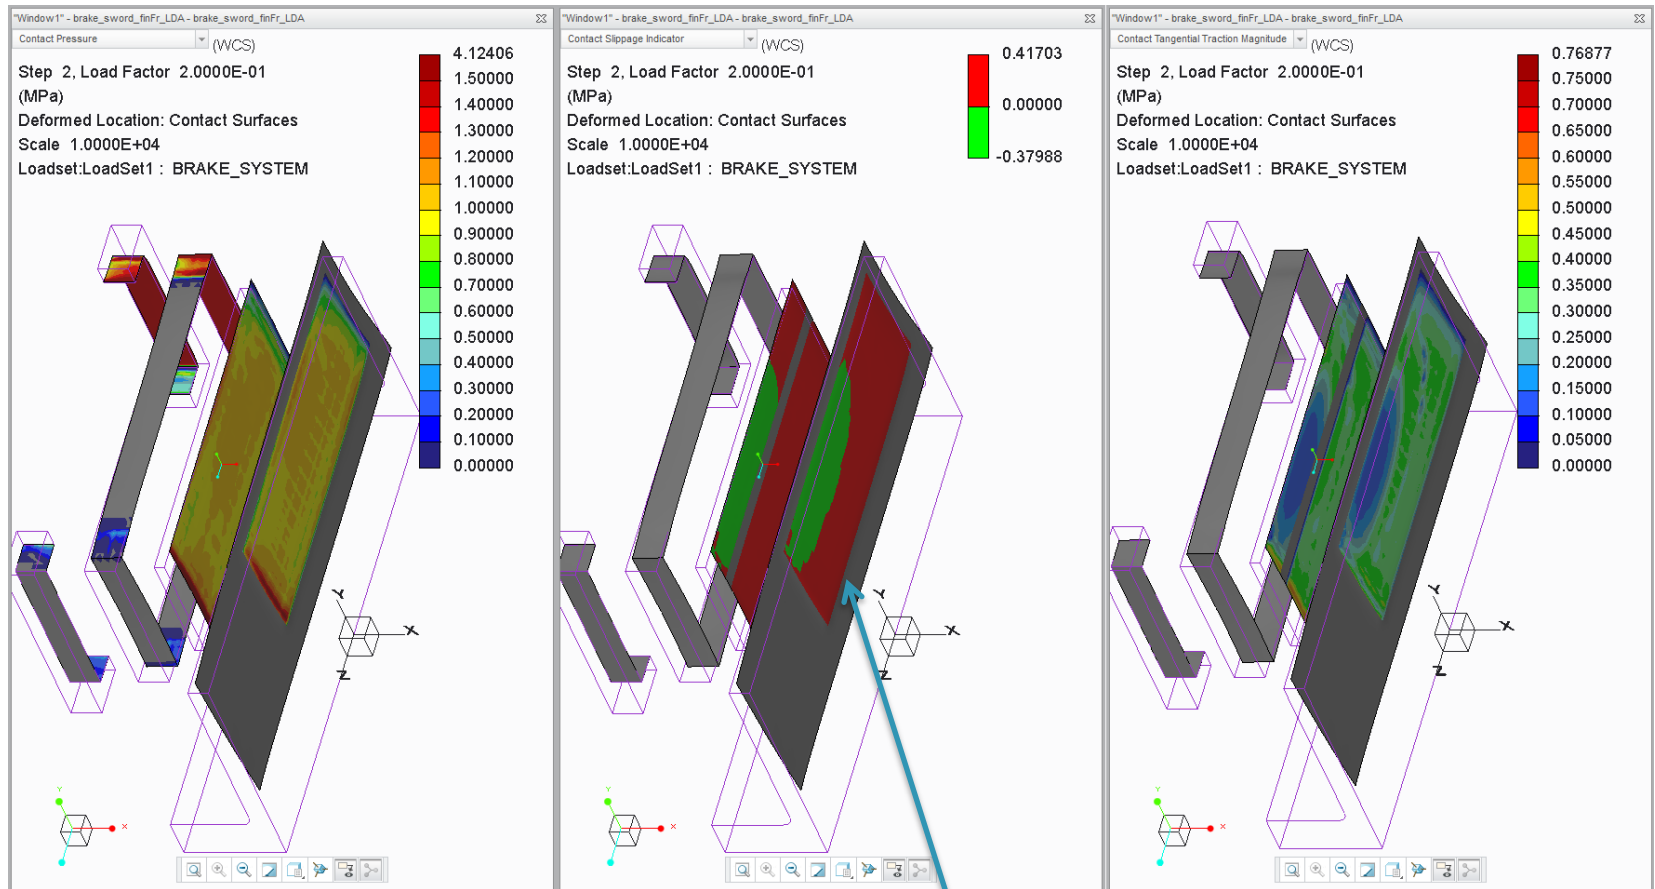 "Window1" - brake_sword_finFr_LDA - brake_sword_finFr_LDA
Contact Pressure
(WCS)
Step 2, Load Factor 2.0000E-01
(MPa)
Deformed Location: Contact Surfaces
Scale 1.0000E+04
Loadset:LoadSet1 : BRAKE_SYSTEM
4.12406
1.50000
1.40000
1.30000
1.20000
1.10000
1.00000
0.90000
0.80000
0.70000
0.60000
0.50000
0.40000
0.30000
0.20000
0.10000
0.00000
Y
X
Z
Y
X
"Window1" - brake_sword_finFr_LDA - brake_sword_finFr_LDA
Contact Slippage Indicator
(WCS)
Step 2, Load Factor 2.0000E-01
(MPa)
Deformed Location: Contact Surfaces
Scale 1.0000E+04
Loadset:LoadSet1 : BRAKE_SYSTEM
0.41703
0.00000
-0.37988
Y
X
Z
Y
X
"Window1" - brake_sword_finFr_LDA - brake_sword_finFr_LDA
Contact Tangential Traction Magnitude
(WCS)
Step 2, Load Factor 2.0000E-01
(MPa)
Deformed Location: Contact Surfaces
Scale 1.0000E+04
Loadset:LoadSet1 : BRAKE_SYSTEM
0.76877
0.75000
0.70000
0.65000
0.60000
0.55000
0.50000
0.45000
0.40000
0.35000
0.30000
0.25000
0.20000
0.15000
0.10000
0.05000
0.00000
Y
X
Z
Y
X